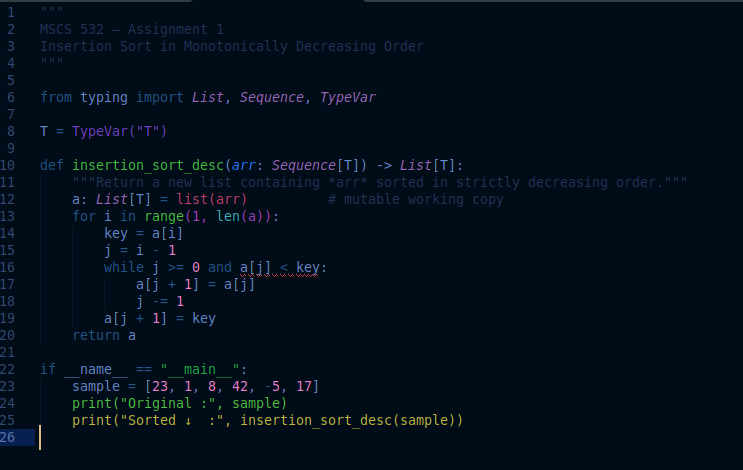 1 """
2 MSCS 532 – Assignment 1
3 Insertion Sort in Monotonically Decreasing Order
4 """
5
6 from typing import List, Sequence, TypeVar
7
8 T = TypeVar("T")
9
10 def insertion_sort_desc(arr: Sequence[T]) -> List[T]:
11     """Return a new list containing *arr* sorted in strictly decreasing order."""
12     a: List[T] = list(arr)          # mutable working copy
13     for i in range(1, len(a)):
14         key = a[i]
15         j = i - 1
16         while j >= 0 and a[j] < key:
17             a[j + 1] = a[j]
18             j -= 1
19         a[j + 1] = key
20     return a
21
22 if __name__ == "__main__":
23     sample = [23, 1, 8, 42, -5, 17]
24     print("Original :", sample)
25     print("Sorted ↓  :", insertion_sort_desc(sample))
26